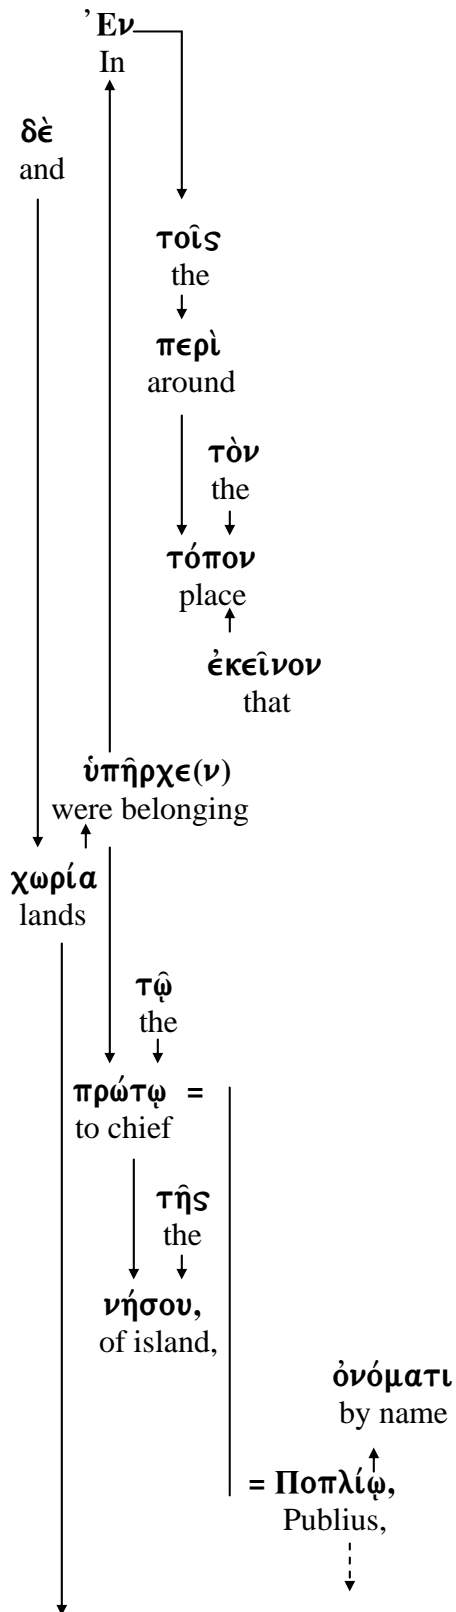 Ἐν
In
δὲ
and
τοῖς
the
περὶ
around
τὸν
the
τόπον
place
ἐκεῖνον
that
ὑπῆρχε(ν)
were belonging
χωρία
lands
τῷ
the
πρώτῳ =
to chief
τῆς
the
νήσου,
of island,
ὀνόματι
by name
= Ποπλίῳ,
Publius,